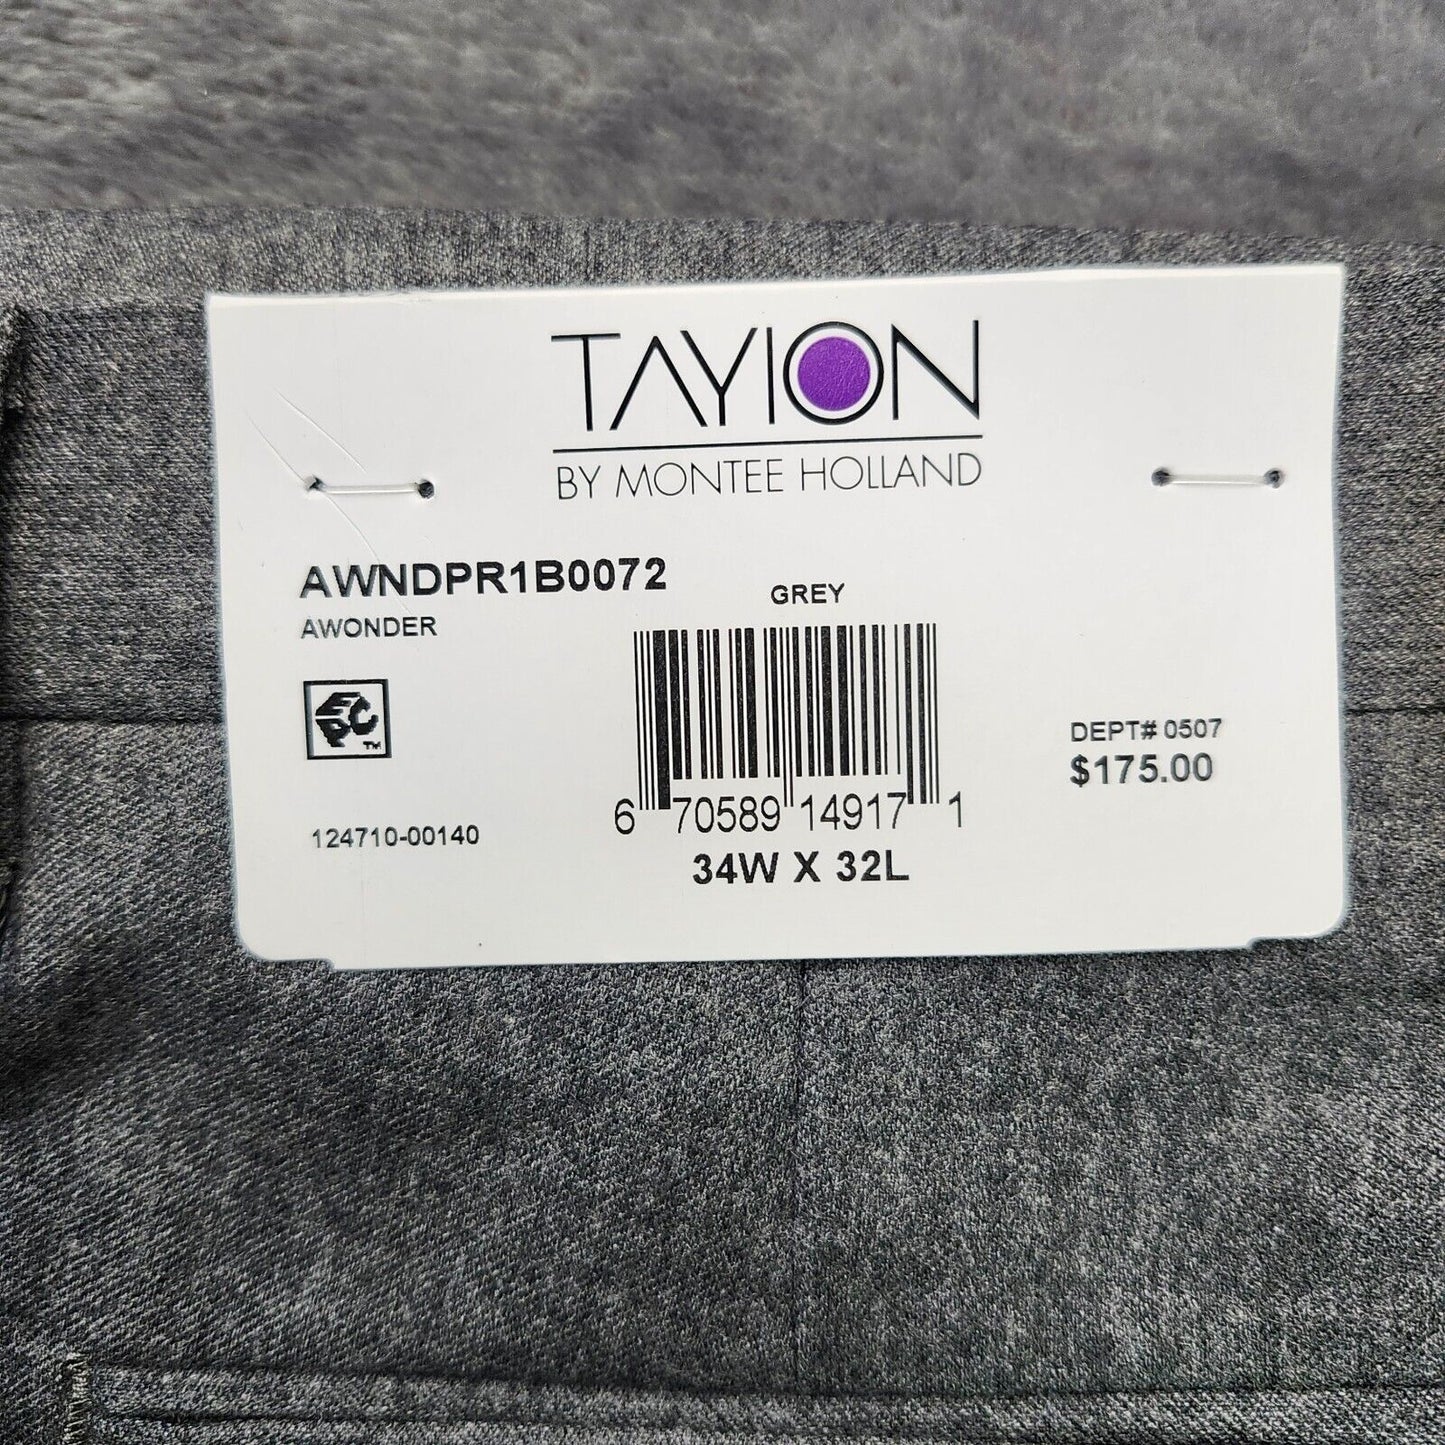 TAYION
BY MONTEE HOLLAND
AWNDPR1B0072
GREY
AWONDER
EPC™
DEPT# 0507
$175.00
6 70589 14917 1
124710-00140
34W X 32L